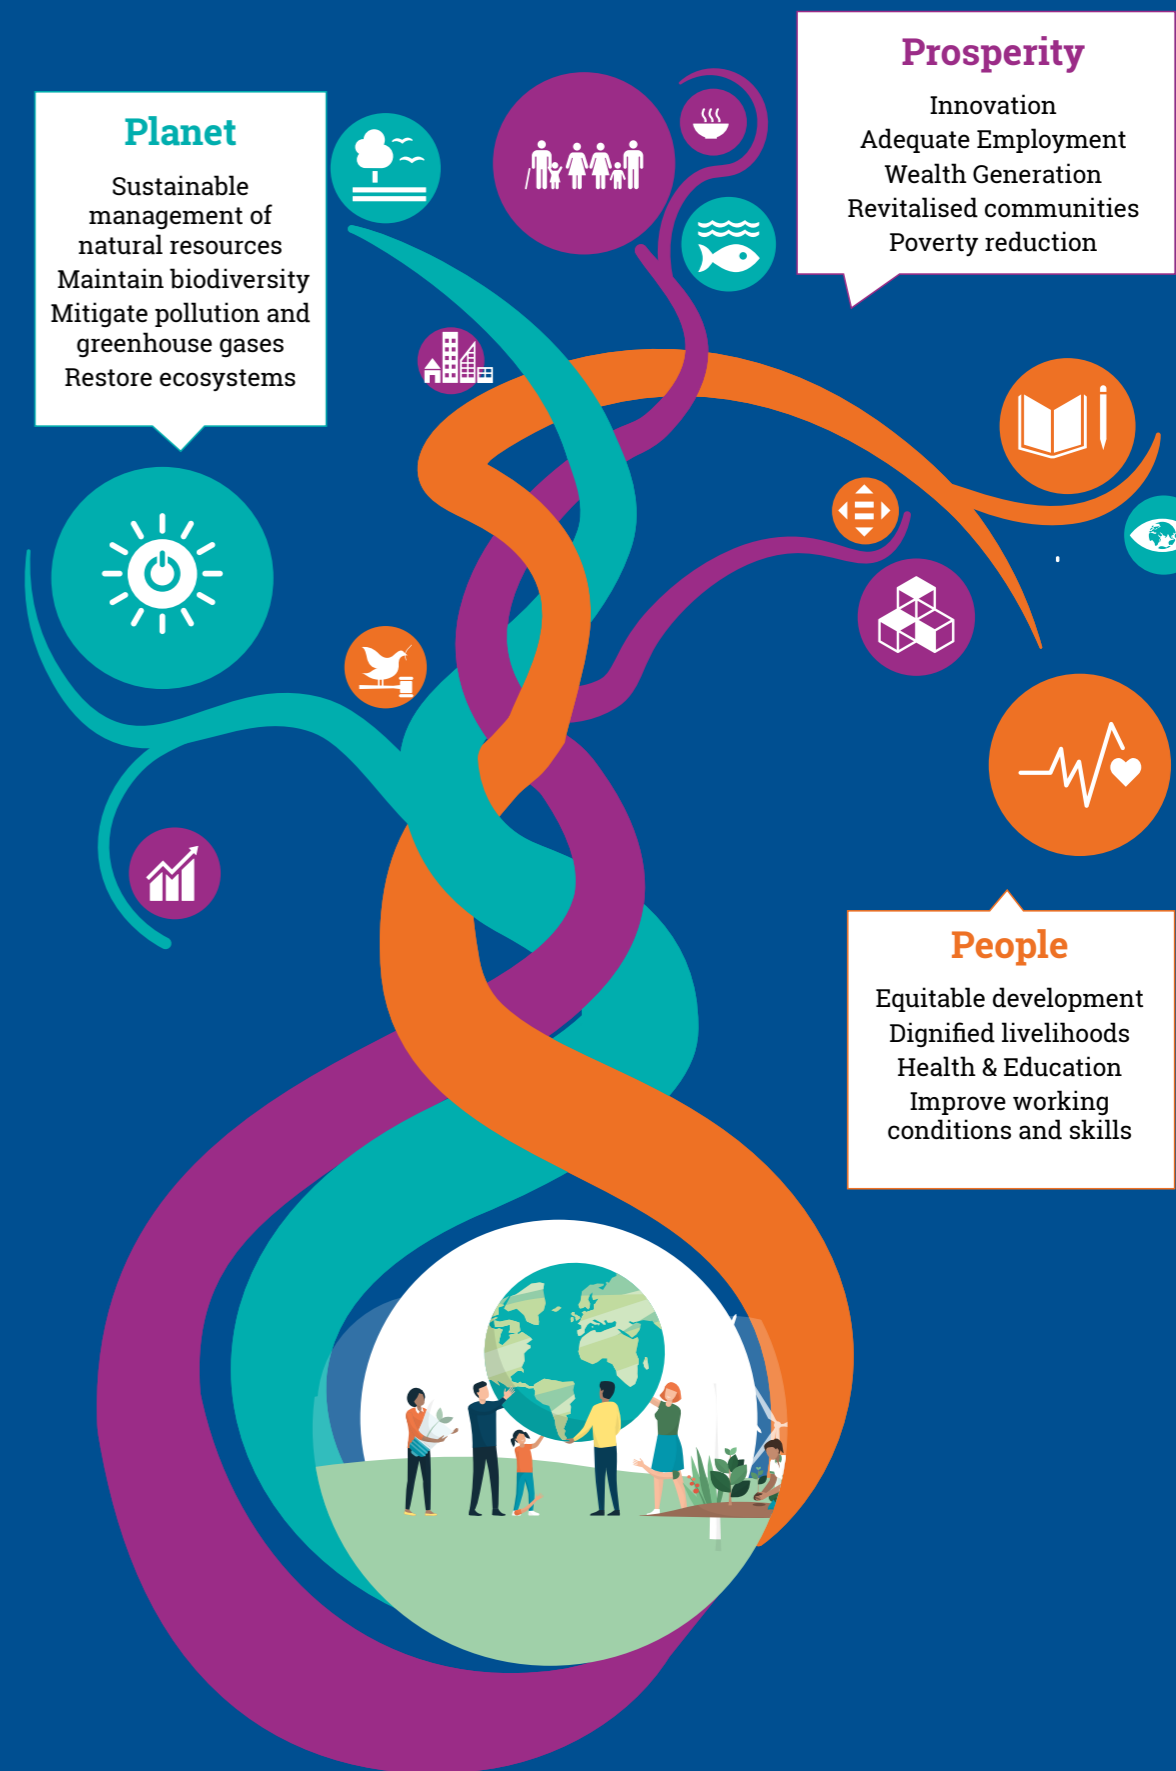 Planet
Sustainable
management of
natural resources
Maintain biodiversity
Mitigate pollution and
greenhouse gases
Restore ecosystems
Prosperity
Innovation
Adequate Employment
Wealth Generation
Revitalised communities
Poverty reduction
People
Equitable development
Dignified livelihoods
Health & Education
Improve working
conditions and skills